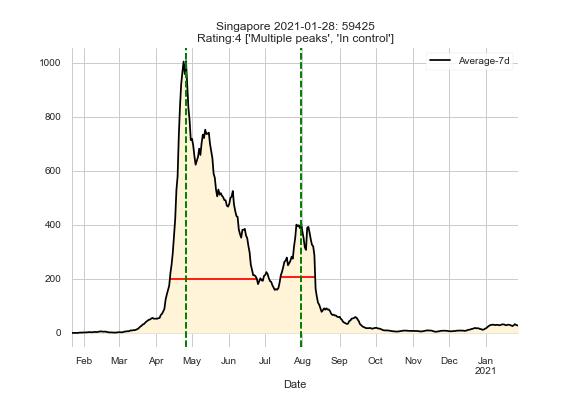 Singapore 2021-01-28: 59425
Rating:4 ['Multiple peaks', 'In control']
Average-7d
1000
800
600
400
200
0
Feb Mar Apr May Jun Jul Aug Sep Oct Nov Dec Jan
2021
Date